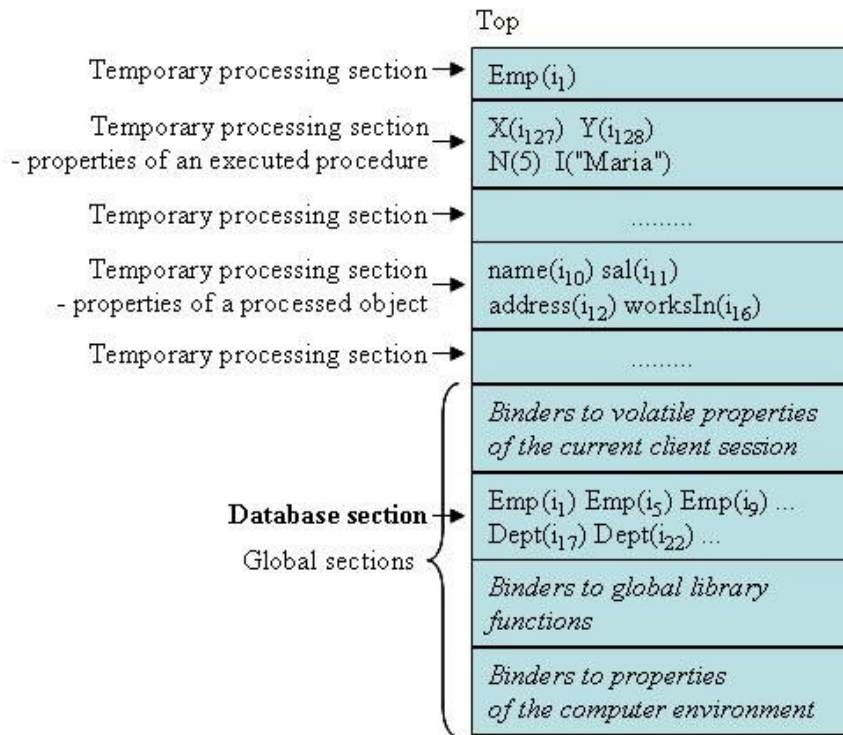 Top
Temporary processing section
Emp(i₁)
Temporary processing section
- properties of an executed procedure
X(i₁₂₇) Y(i₁₂₈)
N(5) I("Maria")
Temporary processing section
.........
Temporary processing section
- properties of a processed object
name(i₁₀) sal(i₁₁)
address(i₁₂) worksIn(i₁₆)
Temporary processing section
.........
Binders to volatile properties
of the current client session
Database section
Global sections
Emp(i₁) Emp(i₅) Emp(i₉) ...
Dept(i₁₇) Dept(i₂₂) ...
Binders to global library
functions
Binders to properties
of the computer environment